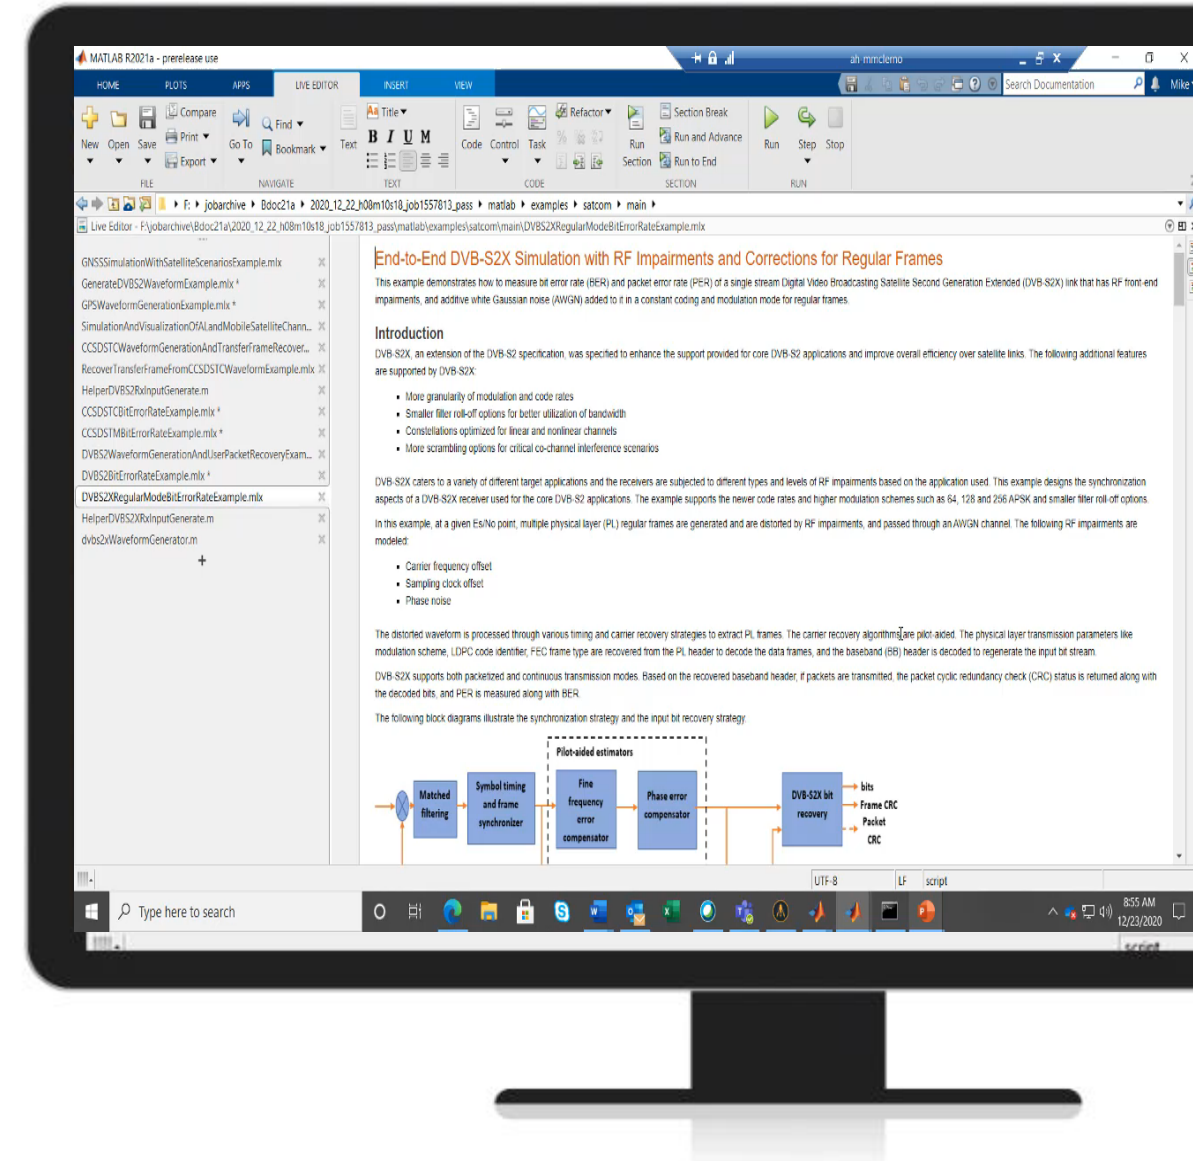 MATLAB R2021a - prerelease use
ah-mmclerno
HOME PLOTS APPS LIVE EDITOR INSERT VIEW
Search Documentation
Mike
New Open Save
Compare
Print
Export
FILE
Go To
Find
Bookmark
NAVIGATE
Text
Aa Title
B I U M
TEXT
Code Control Task
Refactor
CODE
Run
Section
Section Break
Run and Advance
Run to End
SECTION
Run Step Stop
RUN
F: jobarchive Bdoc21a 2020_12_22_h08m10s18_job1557813_pass matlab examples satcom main
Live Editor - F:\jobarchive\Bdoc21a\2020_12_22_h08m10s18_job1557813_pass\matlab\examples\satcom\main\DVBS2XRegularModeBitErrorRateExample.mlx
GNSSSimulationWithSatelliteScenariosExample.mlx
GenerateDVBS2WaveformExample.mlx *
GPSWaveformGenerationExample.mlx *
SimulationAndVisualizationOfALandMobileSatelliteChann...
CCSDSTCWaveformGenerationAndTransferFrameRecover...
RecoverTransferFrameFromCCSDSTCWaveformExample.mlx
HelperDVBS2RxInputGenerate.m
CCSDSTCBitErrorRateExample.mlx *
CCSDSTMBitErrorRateExample.mlx *
DVBS2WaveformGenerationAndUserPacketRecoveryExam...
DVBS2BitErrorRateExample.mlx *
DVBS2XRegularModeBitErrorRateExample.mlx
HelperDVBS2XRxInputGenerate.m
dvbs2xWaveformGenerator.m
End-to-End DVB-S2X Simulation with RF Impairments and Corrections for Regular Frames
This example demonstrates how to measure bit error rate (BER) and packet error rate (PER) of a single stream Digital Video Broadcasting Satellite Second Generation Extended (DVB-S2X) link that has RF front-end
impairments, and additive white Gaussian noise (AWGN) added to it in a constant coding and modulation mode for regular frames.
Introduction
DVB-S2X, an extension of the DVB-S2 specification, was specified to enhance the support provided for core DVB-S2 applications and improve overall efficiency over satellite links. The following additional features
are supported by DVB-S2X:
• More granularity of modulation and code rates
• Smaller filter roll-off options for better utilization of bandwidth
• Constellations optimized for linear and nonlinear channels
• More scrambling options for critical co-channel interference scenarios
DVB-S2X caters to a variety of different target applications and the receivers are subjected to different types and levels of RF impairments based on the application used. This example designs the synchronization
aspects of a DVB-S2X receiver used for the core DVB-S2 applications. The example supports the newer code rates and higher modulation schemes such as 64, 128 and 256 APSK and smaller filter roll-off options.
In this example, at a given Es/No point, multiple physical layer (PL) regular frames are generated and are distorted by RF impairments, and passed through an AWGN channel. The following RF impairments are
modeled:
• Carrier frequency offset
• Sampling clock offset
• Phase noise
The distorted waveform is processed through various timing and carrier recovery strategies to extract PL frames. The carrier recovery algorithms are pilot-aided. The physical layer transmission parameters like
modulation scheme, LDPC code identifier, FEC frame type are recovered from the PL header to decode the data frames, and the baseband (BB) header is decoded to regenerate the input bit stream.
DVB-S2X supports both packetized and continuous transmission modes. Based on the recovered baseband header, if packets are transmitted, the packet cyclic redundancy check (CRC) status is returned along with
the decoded bits, and PER is measured along with BER.
The following block diagrams illustrate the synchronization strategy and the input bit recovery strategy.
Pilot-aided estimators
Matched
filtering
Symbol timing
and frame
synchronizer
Fine
frequency
error
compensator
Phase error
compensator
DVB-S2X bit
recovery
bits
Frame CRC
Packet
CRC
UTF-8 LF script
Type here to search
8:55 AM
12/23/2020
script